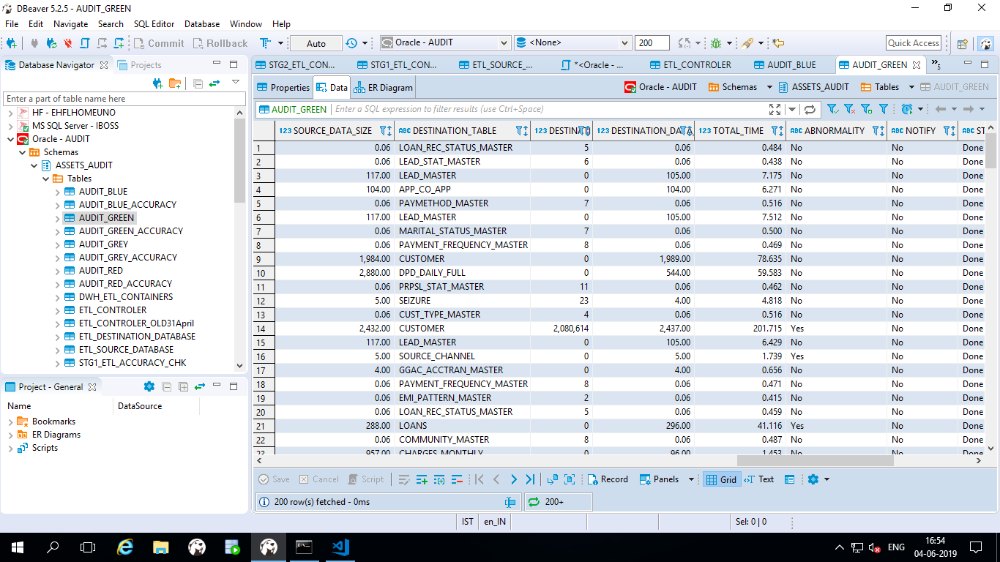 DBeaver 5.2.5 - AUDIT_GREEN
File Edit Navigate Search SQL Editor Database Window Help
Commit Rollback Auto Oracle - AUDIT <None> 200 Quick Access
Database Navigator Projects
Enter a part of table name here
HF - EHFLHOMEUNO
MS SQL Server - IBOSS
Oracle - AUDIT
Schemas
ASSETS_AUDIT
Tables
AUDIT_BLUE
AUDIT_BLUE_ACCURACY
AUDIT_GREEN
AUDIT_GREEN_ACCURACY
AUDIT_GREY
AUDIT_GREY_ACCURACY
AUDIT_RED
AUDIT_RED_ACCURACY
DWH_ETL_CONTAINERS
ETL_CONTROLER
ETL_CONTROLER_OLD31April
ETL_DESTINATION_DATABASE
ETL_SOURCE_DATABASE
STG1_ETL_ACCURACY_CHK
Project - General
Name DataSource
Bookmarks
ER Diagrams
Scripts
STG2_ETL_CON... STG1_ETL_CON... ETL_SOURCE_... *<Oracle - ... ETL_CONTROLER AUDIT_BLUE AUDIT_GREEN »5
Properties Data ER Diagram Oracle - AUDIT Schemas ASSETS_AUDIT Tables AUDIT_GREEN
AUDIT_GREEN Enter a SQL expression to filter results (use Ctrl+Space)
123 SOURCE_DATA_SIZE ABC DESTINATION_TABLE 123 DESTINATI 123 DESTINATION_DATA_ 123 TOTAL_TIME ABC ABNORMALITY ABC NOTIFY ABC ST
1 0.06 LOAN_REC_STATUS_MASTER 5 0.06 0.484 No No Done
2 0.06 LEAD_STAT_MASTER 6 0.06 0.438 No No Done
3 117.00 LEAD_MASTER 0 105.00 7.175 No No Done
4 104.00 APP_CO_APP 0 104.00 6.271 No No Done
5 0.06 PAYMETHOD_MASTER 7 0.06 0.516 No No Done
6 117.00 LEAD_MASTER 0 105.00 7.512 No No Done
7 0.06 MARITAL_STATUS_MASTER 7 0.06 0.500 No No Done
8 0.06 PAYMENT_FREQUENCY_MASTER 8 0.06 0.469 No No Done
9 1,984.00 CUSTOMER 0 1,989.00 78.635 No No Done
10 2,880.00 DPD_DAILY_FULL 0 544.00 59.583 No No Done
11 0.06 PRPSL_STAT_MASTER 11 0.06 0.462 No No Done
12 5.00 SEIZURE 23 4.00 4.818 No No Done
13 0.06 CUST_TYPE_MASTER 4 0.06 0.516 No No Done
14 2,432.00 CUSTOMER 2,080,614 2,437.00 201.715 Yes No Done
15 117.00 LEAD_MASTER 0 105.00 6.429 No No Done
16 5.00 SOURCE_CHANNEL 0 5.00 1.739 Yes No Done
17 4.00 GGAC_ACCTRAN_MASTER 0 4.00 0.656 No No Done
18 0.06 PAYMENT_FREQUENCY_MASTER 8 0.06 0.471 No No Done
19 0.06 EMI_PATTERN_MASTER 2 0.06 0.415 No No Done
20 0.06 LOAN_REC_STATUS_MASTER 5 0.06 0.459 No No Done
21 288.00 LOANS 0 296.00 41.116 Yes No Done
22 0.06 COMMUNITY_MASTER 8 0.06 0.487 No No Done
23 957.00 CHARGES_MONTHLY 0 96.00 1.453 No No Done
Save Cancel Script Record Panels Grid Text
200 row(s) fetched - 0ms 200+
IST en_IN Sel: 0 | 0
ENG 16:54
04-06-2019